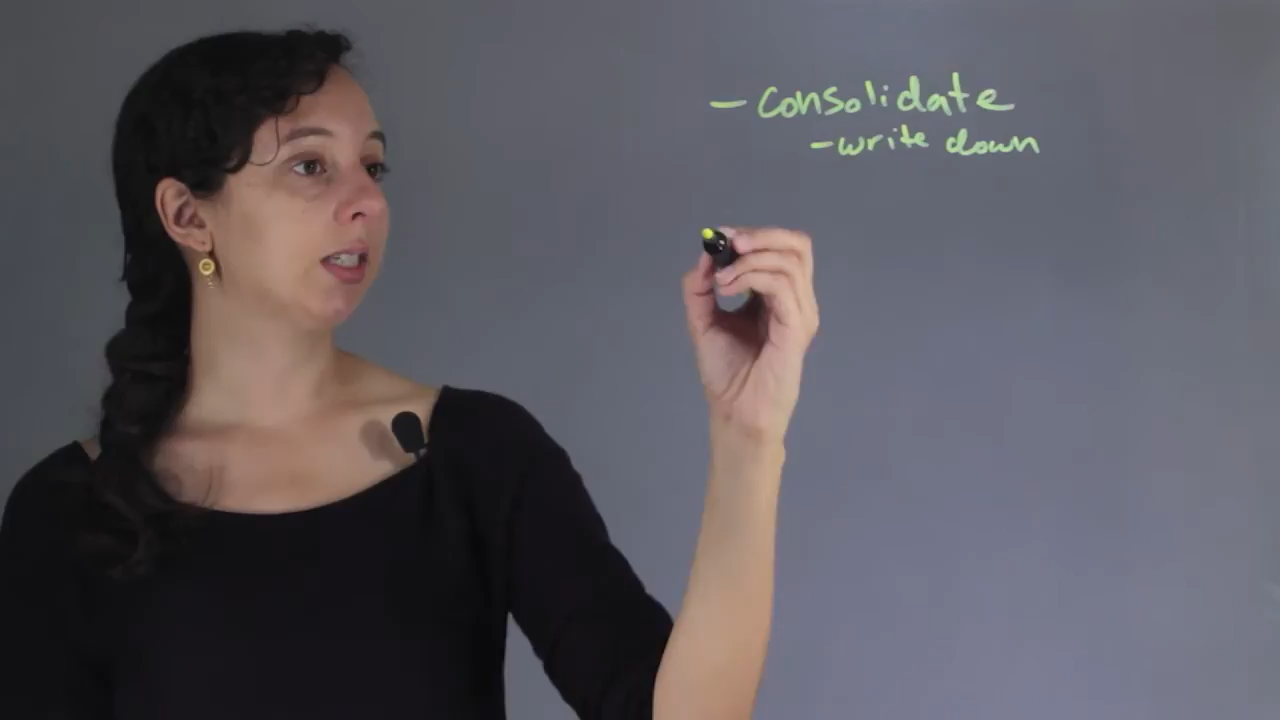 - consolidate
- write down